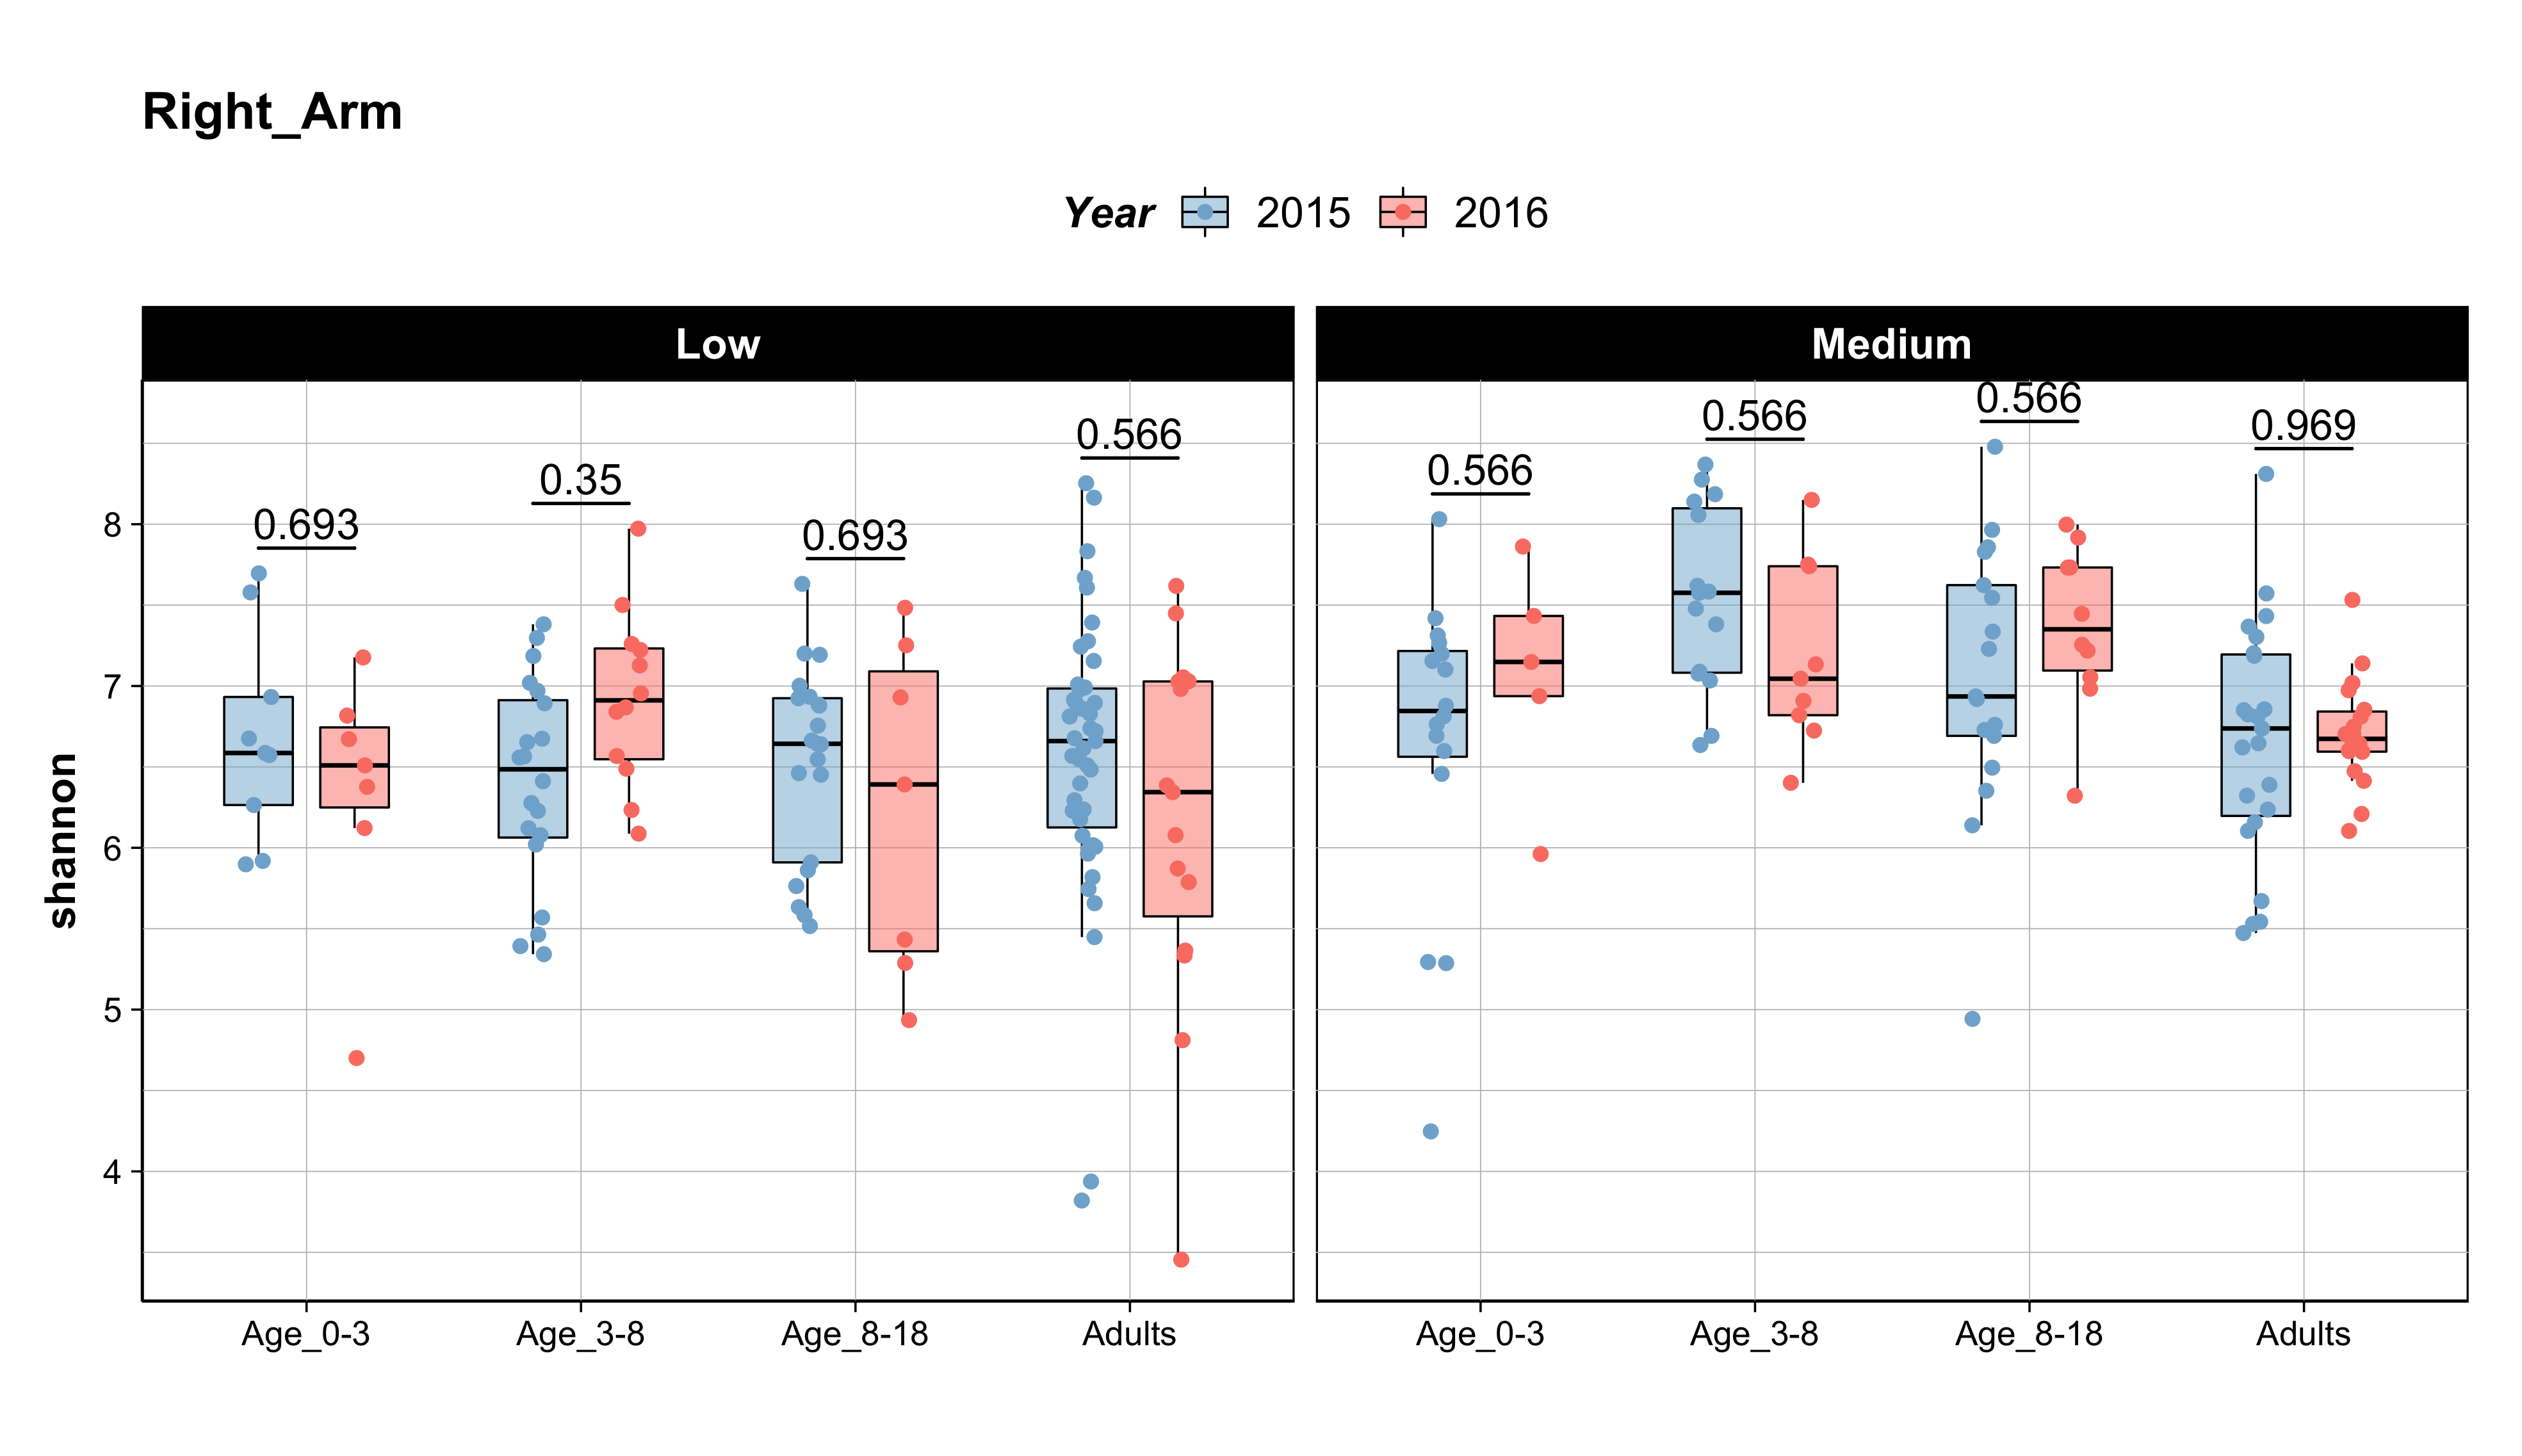 Right_Arm
Year 2015 2016
Low
Medium
0.693
0.35
0.693
0.566
0.566
0.566
0.566
0.969
shannon
8
7
6
5
4
Age_0-3 Age_3-8 Age_8-18 Adults
Age_0-3 Age_3-8 Age_8-18 Adults